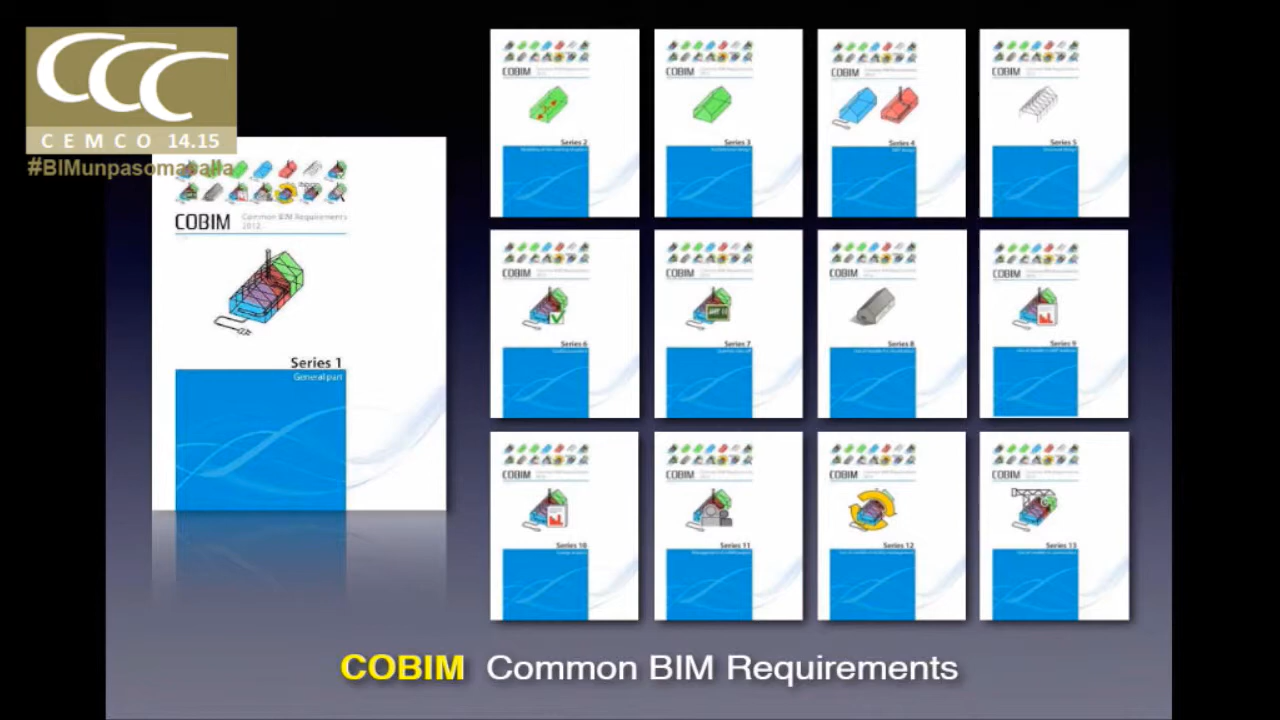 CCC
CEMCO 14.15
#BIMunpasomasalla
COBIM Common BIM Requirements
2012
Series 1
General part
COBIM
Series 2
COBIM
Series 3
COBIM
Series 4
COBIM
Series 5
COBIM
Series 6
COBIM
Series 7
COBIM
Series 8
COBIM
Series 9
COBIM
Series 10
COBIM
Series 11
COBIM
Series 12
COBIM
Series 13
COBIM Common BIM Requirements